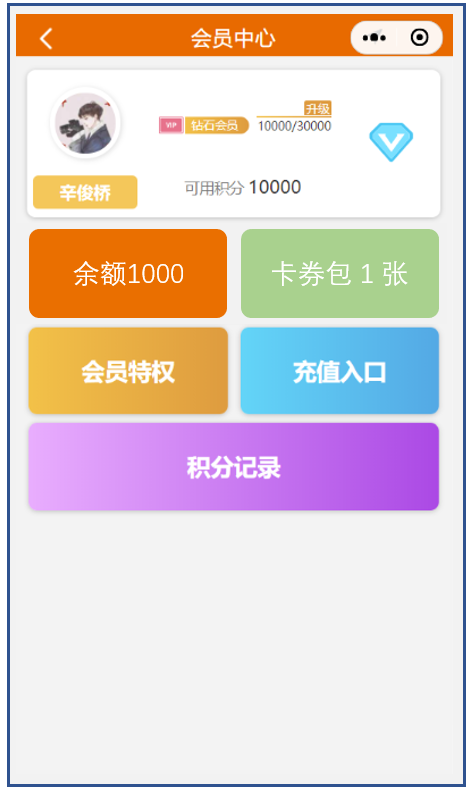 会员中心
升级
VIP 钻石会员 10000/30000
辛俊桥
可用积分 10000
余额1000
卡券包 1 张
会员特权
充值入口
积分记录